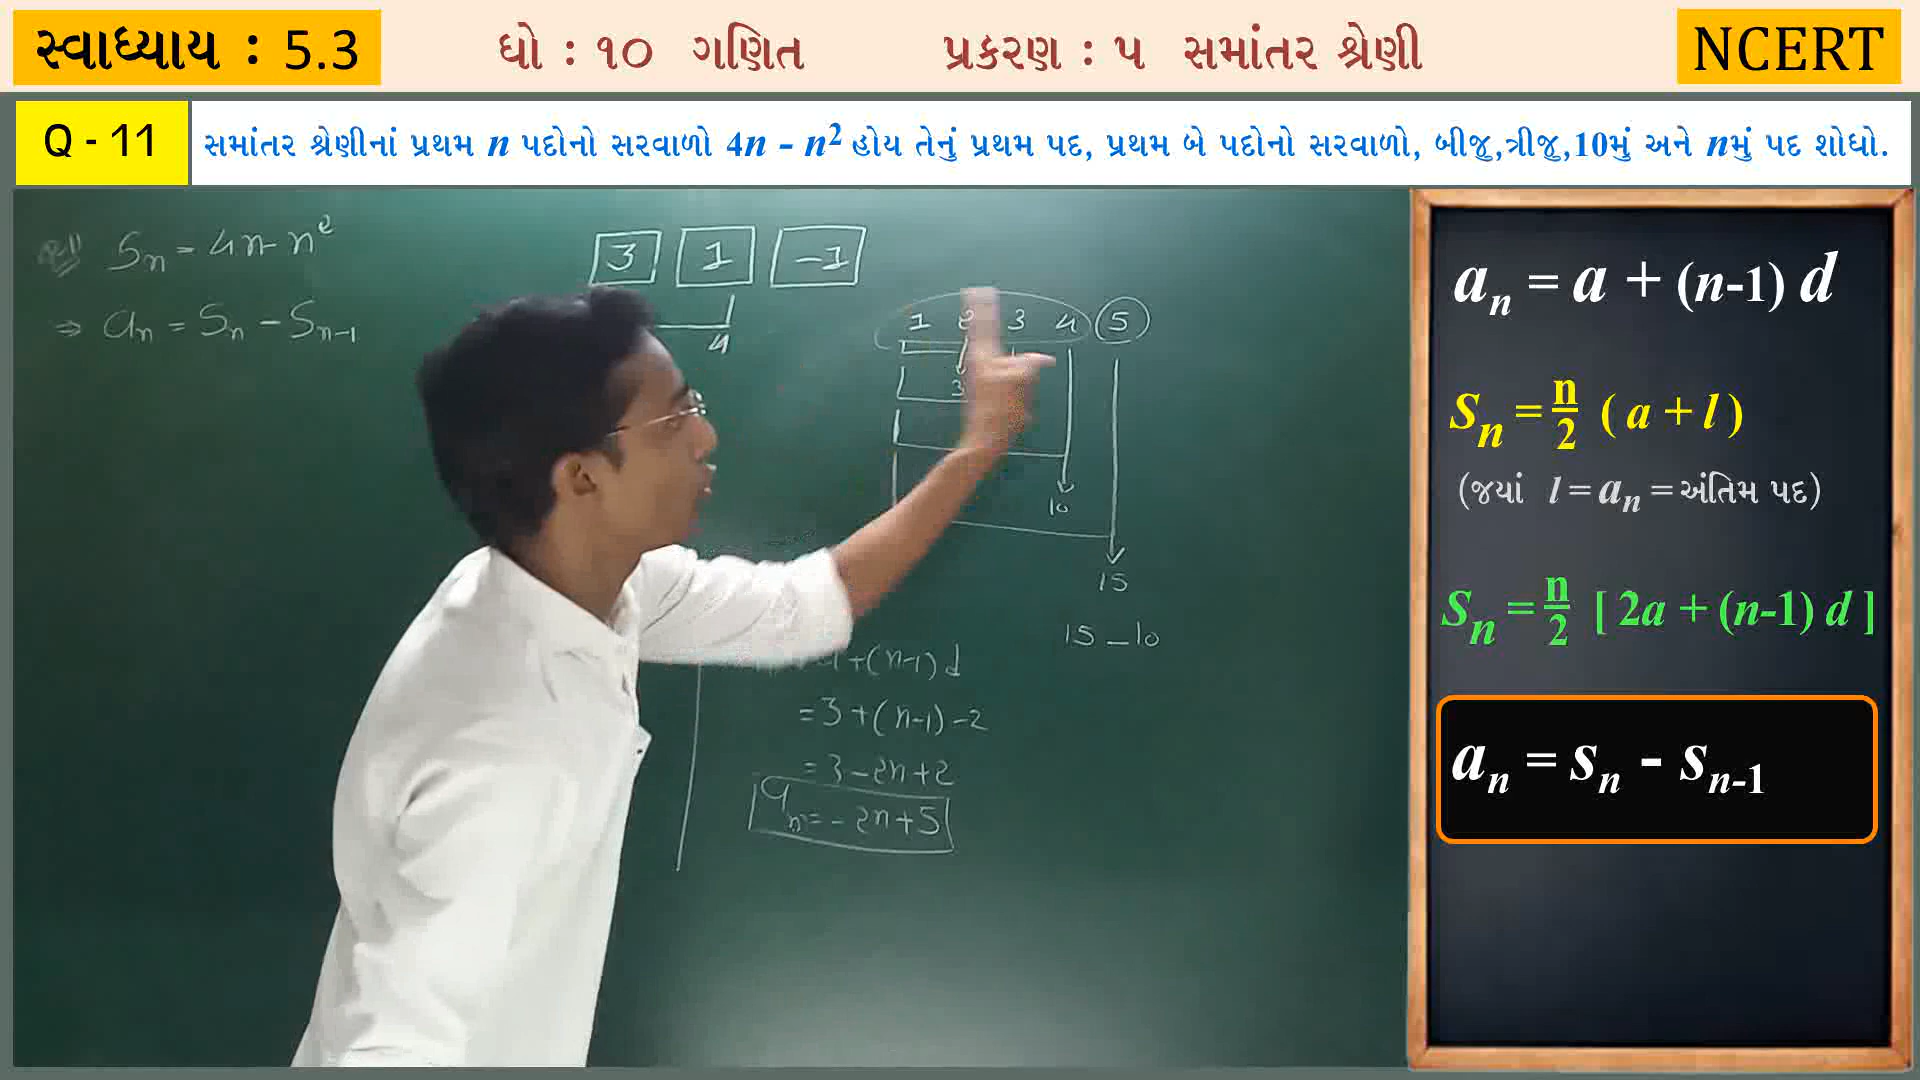 સ્વાધ્યાય : 5.3
ધો : ૧૦ ગણિત
પ્રકરણ : ૫ સમાંતર શ્રેણી
NCERT
Q - 11
સમાંતર શ્રેણીનાં પ્રથમ n પદોનો સરવાળો 4n - n² હોય તેનું પ્રથમ પદ, પ્રથમ બે પદોનો સરવાળો, બીજુ,ત્રીજુ,10મું અને nમું પદ શોધો.
Sₙ = 4n - n²
⇒ aₙ = Sₙ - Sₙ₋₁
3 1 -1
4
1 2 3 4 5
3
10
15
15 - 10
+(n-1)d
= 3+(n-1)-2
= 3-2n+2
aₙ = -2n+5
aₙ = a + (n-1) d
Sₙ = n/2 ( a + l )
(જયાં l = aₙ = અંતિમ પદ)
Sₙ = n/2 [ 2a + (n-1) d ]
aₙ = sₙ - sₙ₋₁